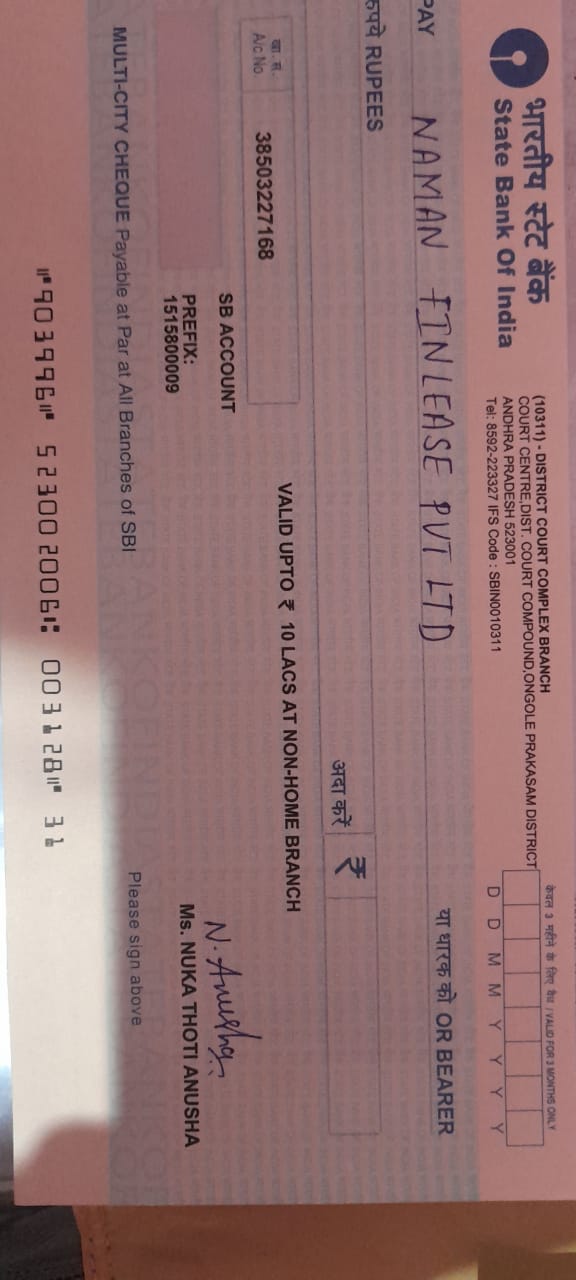 भारतीय स्टेट बैंक
State Bank Of India
(10311) - DISTRICT COURT COMPLEX BRANCH
COURT CENTRE,DIST. COURT COMPOUND,ONGOLE PRAKASAM DISTRICT
ANDHRA PRADESH 523001
Tel: 8592-223327 IFS Code : SBIN0010311
केवल 3 महीने के लिए वैध / VALID FOR 3 MONTHS ONLY
D D M M Y Y Y Y
PAY NAMAN FINLEASE PVT LTD या धारक को OR BEARER
रुपये RUPEES
अदा करें ₹
खा. सं.
A/c No. 38503227168
VALID UPTO ₹ 10 LACS AT NON-HOME BRANCH
SB ACCOUNT
PREFIX:
1515800009
N. Anusha
Ms. NUKA THOTI ANUSHA
MULTI-CITY CHEQUE Payable at Par at All Branches of SBI
Please sign above
⑈903996⑈ 523002006⑆ 003128⑈ 31